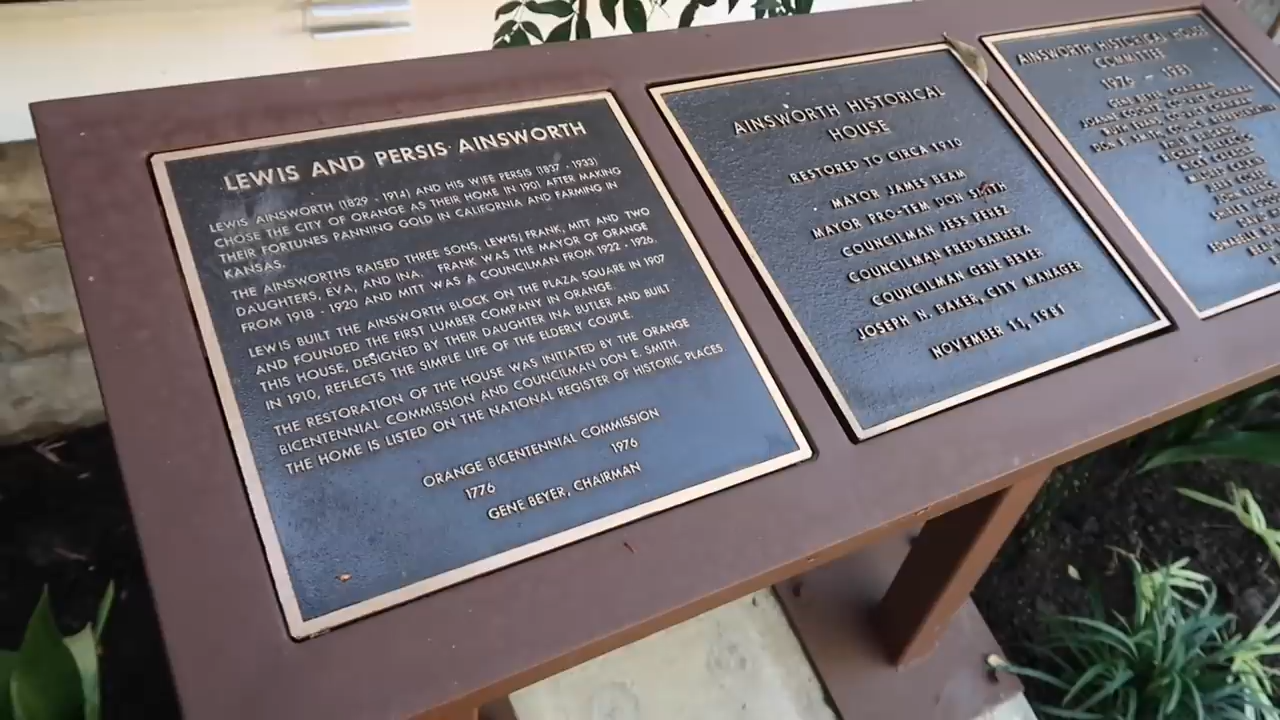 LEWIS AND PERSIS AINSWORTH
LEWIS AINSWORTH (1829 - 1914) AND HIS WIFE PERSIS (1837 - 1933)
CHOSE THE CITY OF ORANGE AS THEIR HOME IN 1901 AFTER MAKING
THEIR FORTUNES PANNING GOLD IN CALIFORNIA AND FARMING IN
KANSAS.
THE AINSWORTHS RAISED THREE SONS, LEWIS, FRANK, MITT AND TWO
DAUGHTERS, EVA, AND INA. FRANK WAS THE MAYOR OF ORANGE
FROM 1918 - 1920 AND MITT WAS A COUNCILMAN FROM 1922 - 1926.
LEWIS BUILT THE AINSWORTH BLOCK ON THE PLAZA SQUARE IN 1907
AND FOUNDED THE FIRST LUMBER COMPANY IN ORANGE.
THIS HOUSE, DESIGNED BY THEIR DAUGHTER INA BUTLER AND BUILT
IN 1910, REFLECTS THE SIMPLE LIFE OF THE ELDERLY COUPLE.
THE RESTORATION OF THE HOUSE WAS INITIATED BY THE ORANGE
BICENTENNIAL COMMISSION AND COUNCILMAN DON E. SMITH.
THE HOME IS LISTED ON THE NATIONAL REGISTER OF HISTORIC PLACES
ORANGE BICENTENNIAL COMMISSION
1776 1976
GENE BEYER, CHAIRMAN
AINSWORTH HISTORICAL
HOUSE
RESTORED TO CIRCA 1910
MAYOR JAMES BEAM
MAYOR PRO-TEM DON SMITH
COUNCILMAN JESS PEREZ
COUNCILMAN FRED BARRERA
COUNCILMAN GENE BEYER
JOSEPH N. BAKER, CITY MANAGER
NOVEMBER 11, 1981
AINSWORTH HISTORICAL HOUSE
COMMITTEE
1976 - 1981